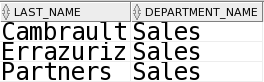 LAST_NAME DEPARTMENT_NAME
Cambrault Sales
Errazuriz Sales
Partners Sales